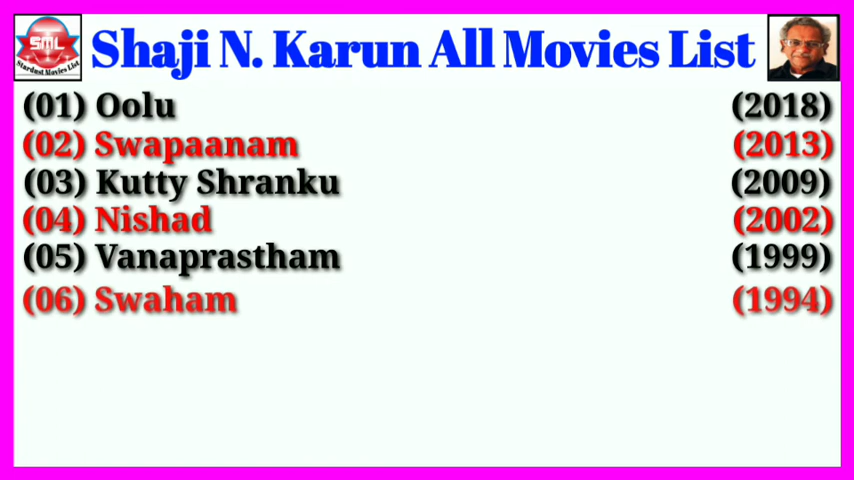 SML
Stardust Movies List
Shaji N. Karun All Movies List
(01) Oolu (2018)
(02) Swapaanam (2013)
(03) Kutty Shranku (2009)
(04) Nishad (2002)
(05) Vanaprastham (1999)
(06) Swaham (1994)